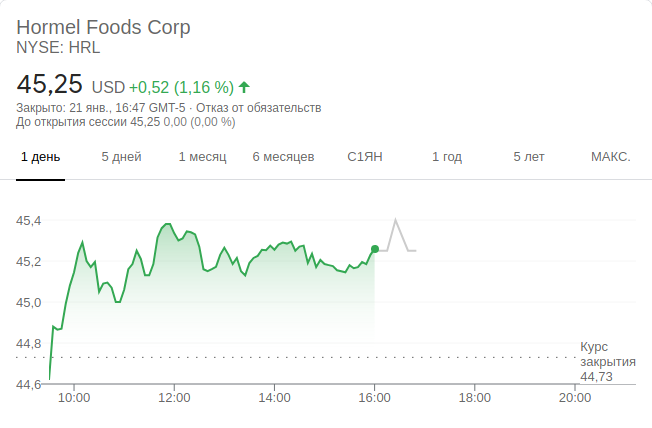 Hormel Foods Corp
NYSE: HRL
45,25 USD +0,52 (1,16 %) ↑
Закрыто: 21 янв., 16:47 GMT-5 · Отказ от обязательств
До открытия сессии 45,25 0,00 (0,00 %)
1 день 5 дней 1 месяц 6 месяцев С1ЯН 1 год 5 лет МАКС.
45,4
45,2
45,0
44,8
Курс
закрытия
44,73
44,6
10:00 12:00 14:00 16:00 18:00 20:00